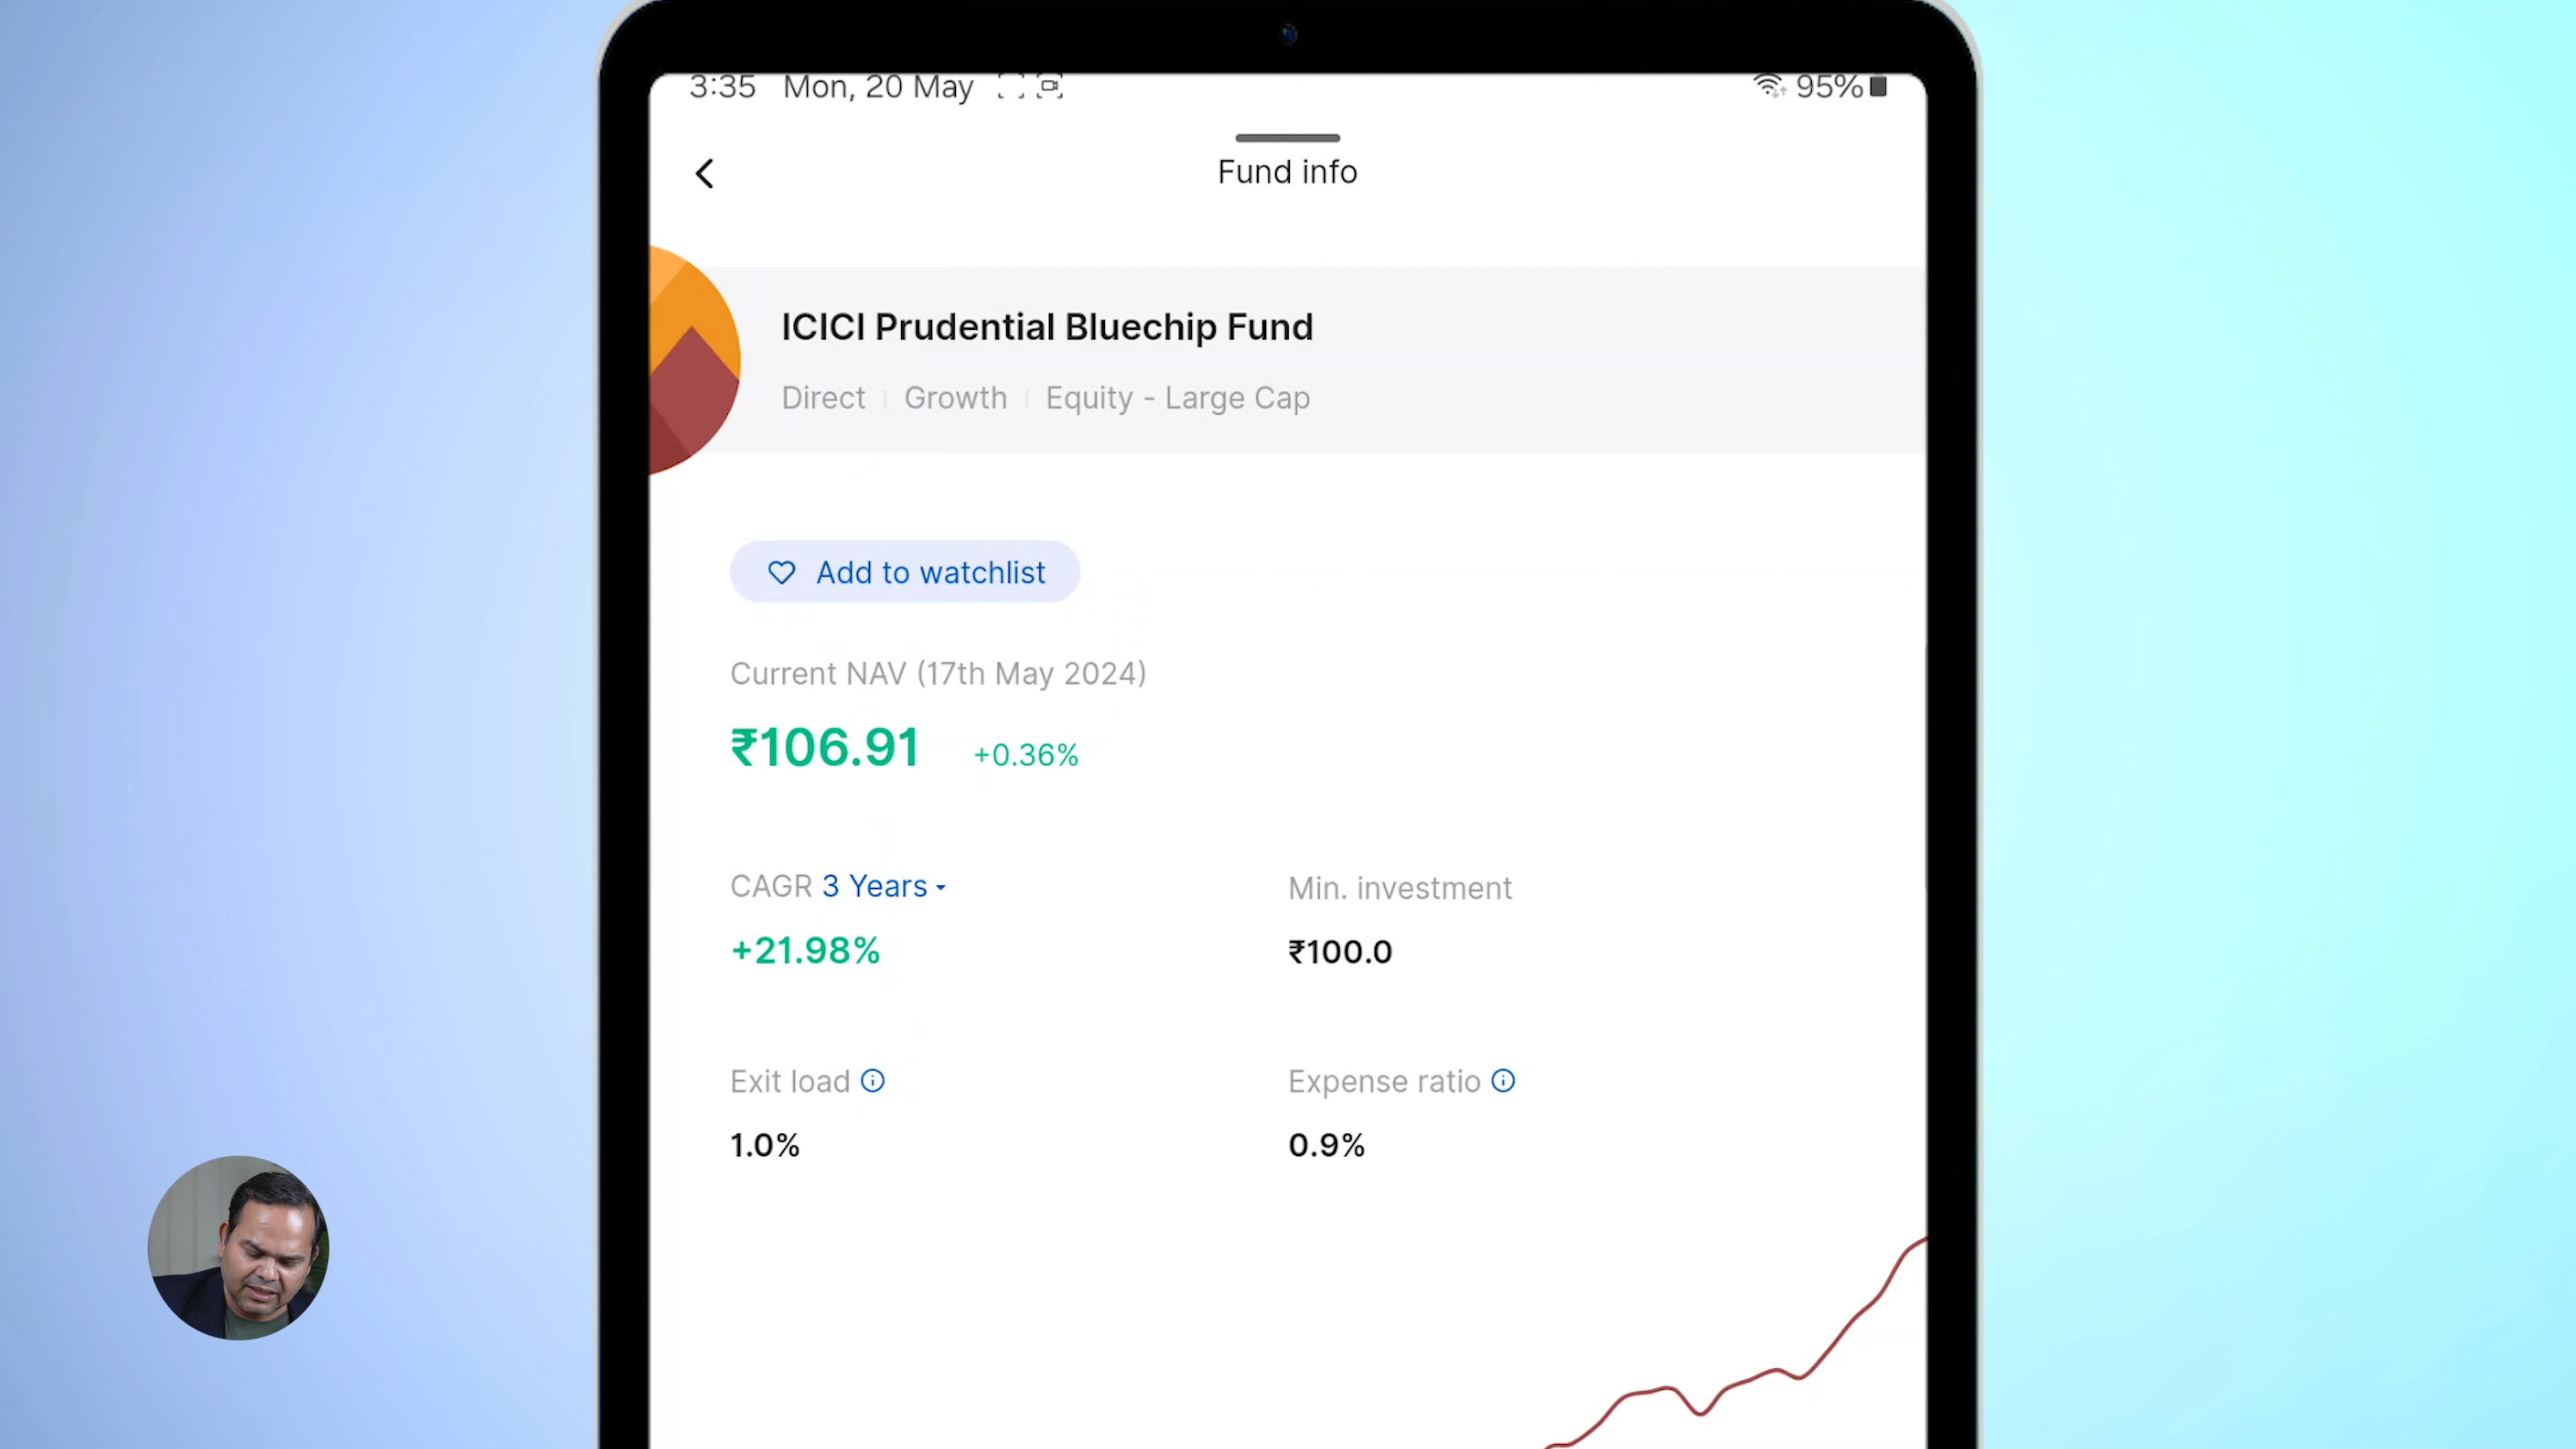 3:35 Mon, 20 May 95%
Fund info
ICICI Prudential Bluechip Fund
Direct Growth Equity - Large Cap
Add to watchlist
Current NAV (17th May 2024)
₹106.91 +0.36%
CAGR 3 Years Min. investment
+21.98% ₹100.0
Exit load Expense ratio
1.0% 0.9%